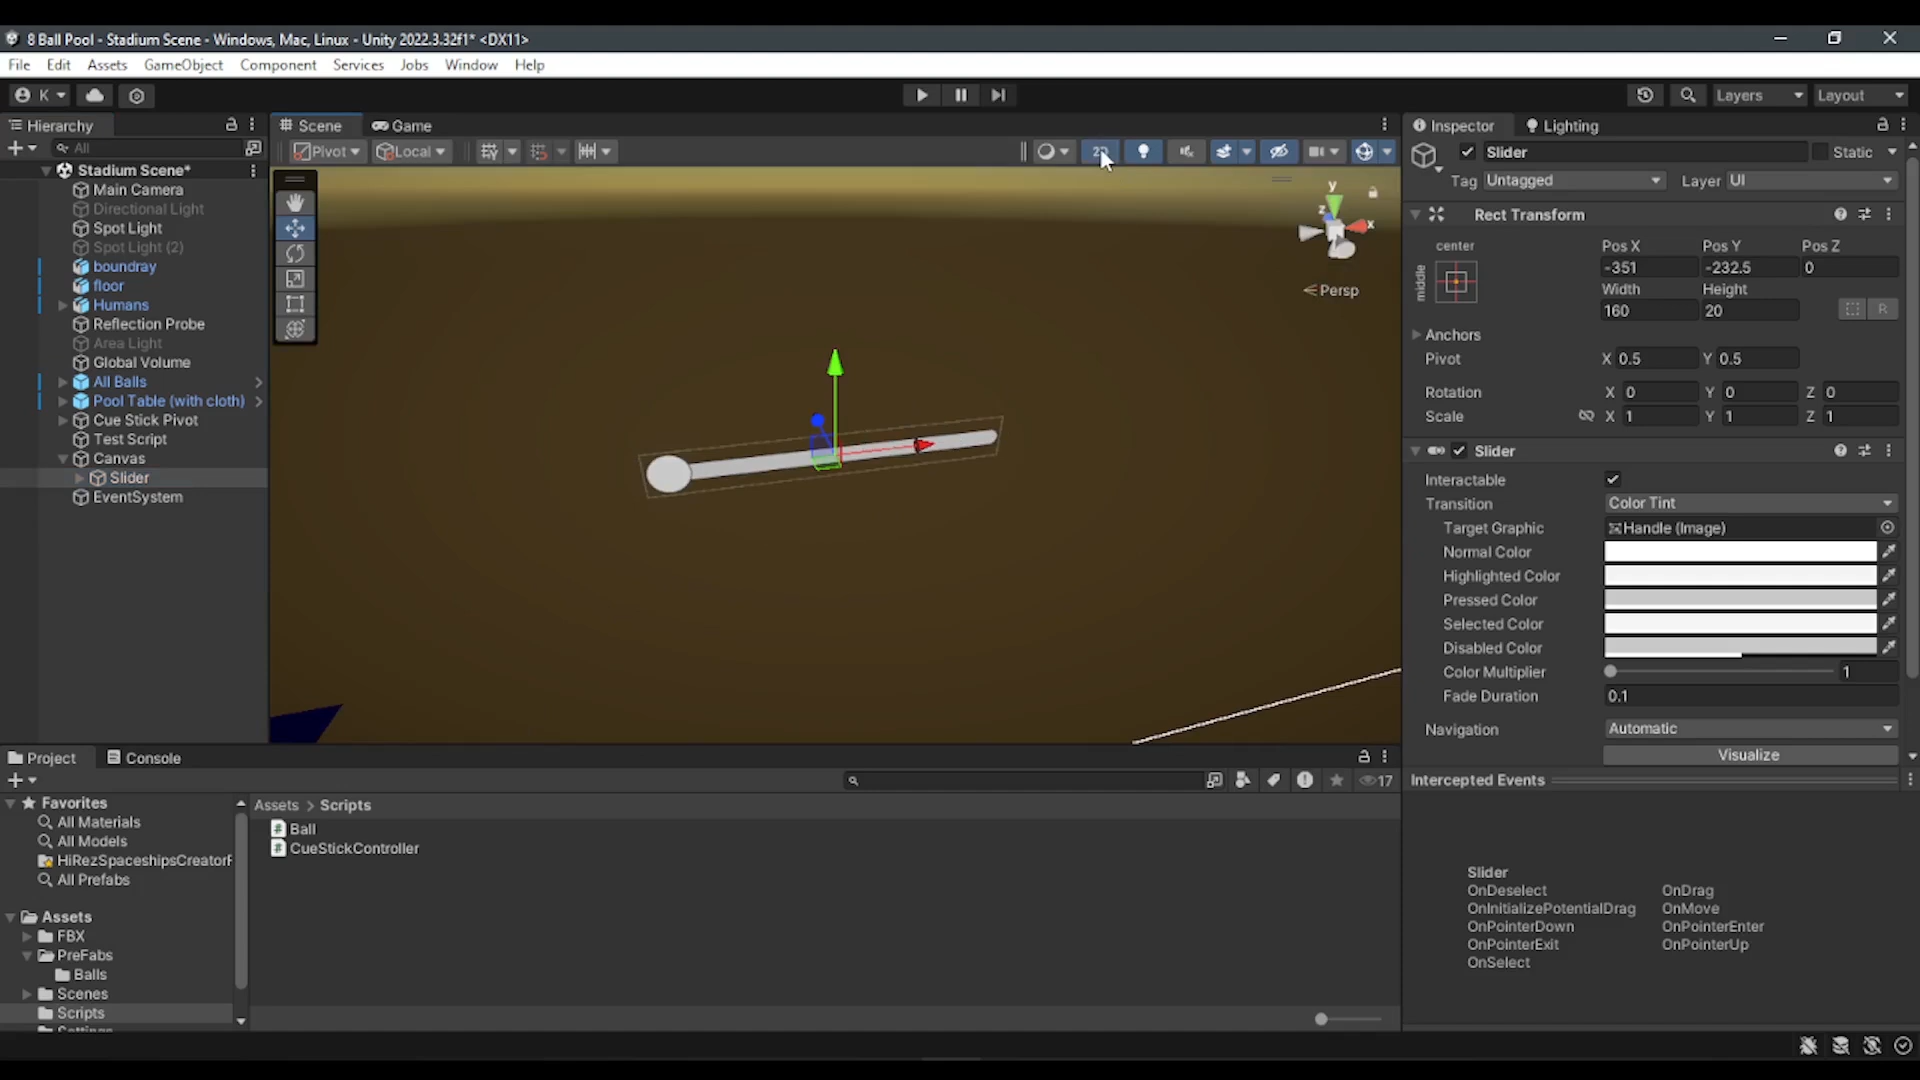 8 Ball Pool - Stadium Scene - Windows, Mac, Linux - Unity 2022.3.32f1* <DX11>
File Edit Assets GameObject Component Services Jobs Window Help
K
Layers Layout
Hierarchy
All
Stadium Scene*
Main Camera
Directional Light
Spot Light
Spot Light (2)
boundray
floor
Humans
Reflection Probe
Area Light
Global Volume
All Balls
Pool Table (with cloth)
Cue Stick Pivot
Test Script
Canvas
Slider
EventSystem
Scene Game
Pivot Local
y
z
x
Persp
Inspector Lighting
Slider Static
Tag Untagged Layer UI
Rect Transform
center
middle
Pos X Pos Y Pos Z
-351 -232.5 0
Width Height
160 20
R
Anchors
Pivot X 0.5 Y 0.5
Rotation X 0 Y 0 Z 0
Scale X 1 Y 1 Z 1
Slider
Interactable
Transition Color Tint
Target Graphic Handle (Image)
Normal Color
Highlighted Color
Pressed Color
Selected Color
Disabled Color
Color Multiplier 1
Fade Duration 0.1
Navigation Automatic
Visualize
Intercepted Events
Slider
OnDeselect OnDrag
OnInitializePotentialDrag OnMove
OnPointerDown OnPointerEnter
OnPointerExit OnPointerUp
OnSelect
Project Console
17
Favorites
All Materials
All Models
HiRezSpaceshipsCreatorF
All Prefabs
Assets
FBX
PreFabs
Balls
Scenes
Scripts
Assets > Scripts
Ball
CueStickController